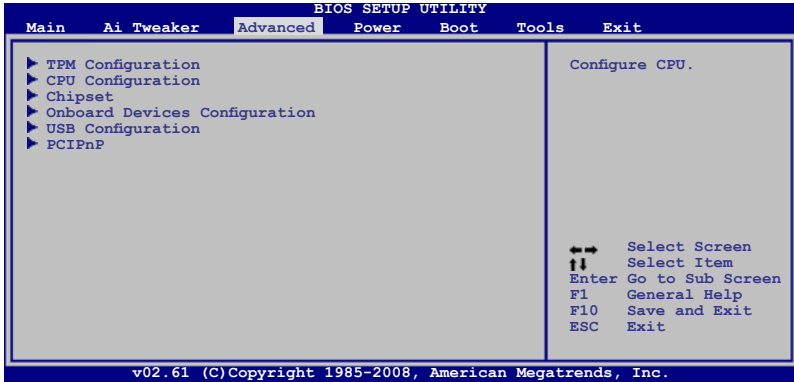 BIOS SETUP UTILITY
Main Ai Tweaker Advanced Power Boot Tools Exit
TPM Configuration
CPU Configuration
Chipset
Onboard Devices Configuration
USB Configuration
PCIPnP
Configure CPU.
Select Screen
Select Item
Enter Go to Sub Screen
F1 General Help
F10 Save and Exit
ESC Exit
v02.61 (C)Copyright 1985-2008, American Megatrends, Inc.